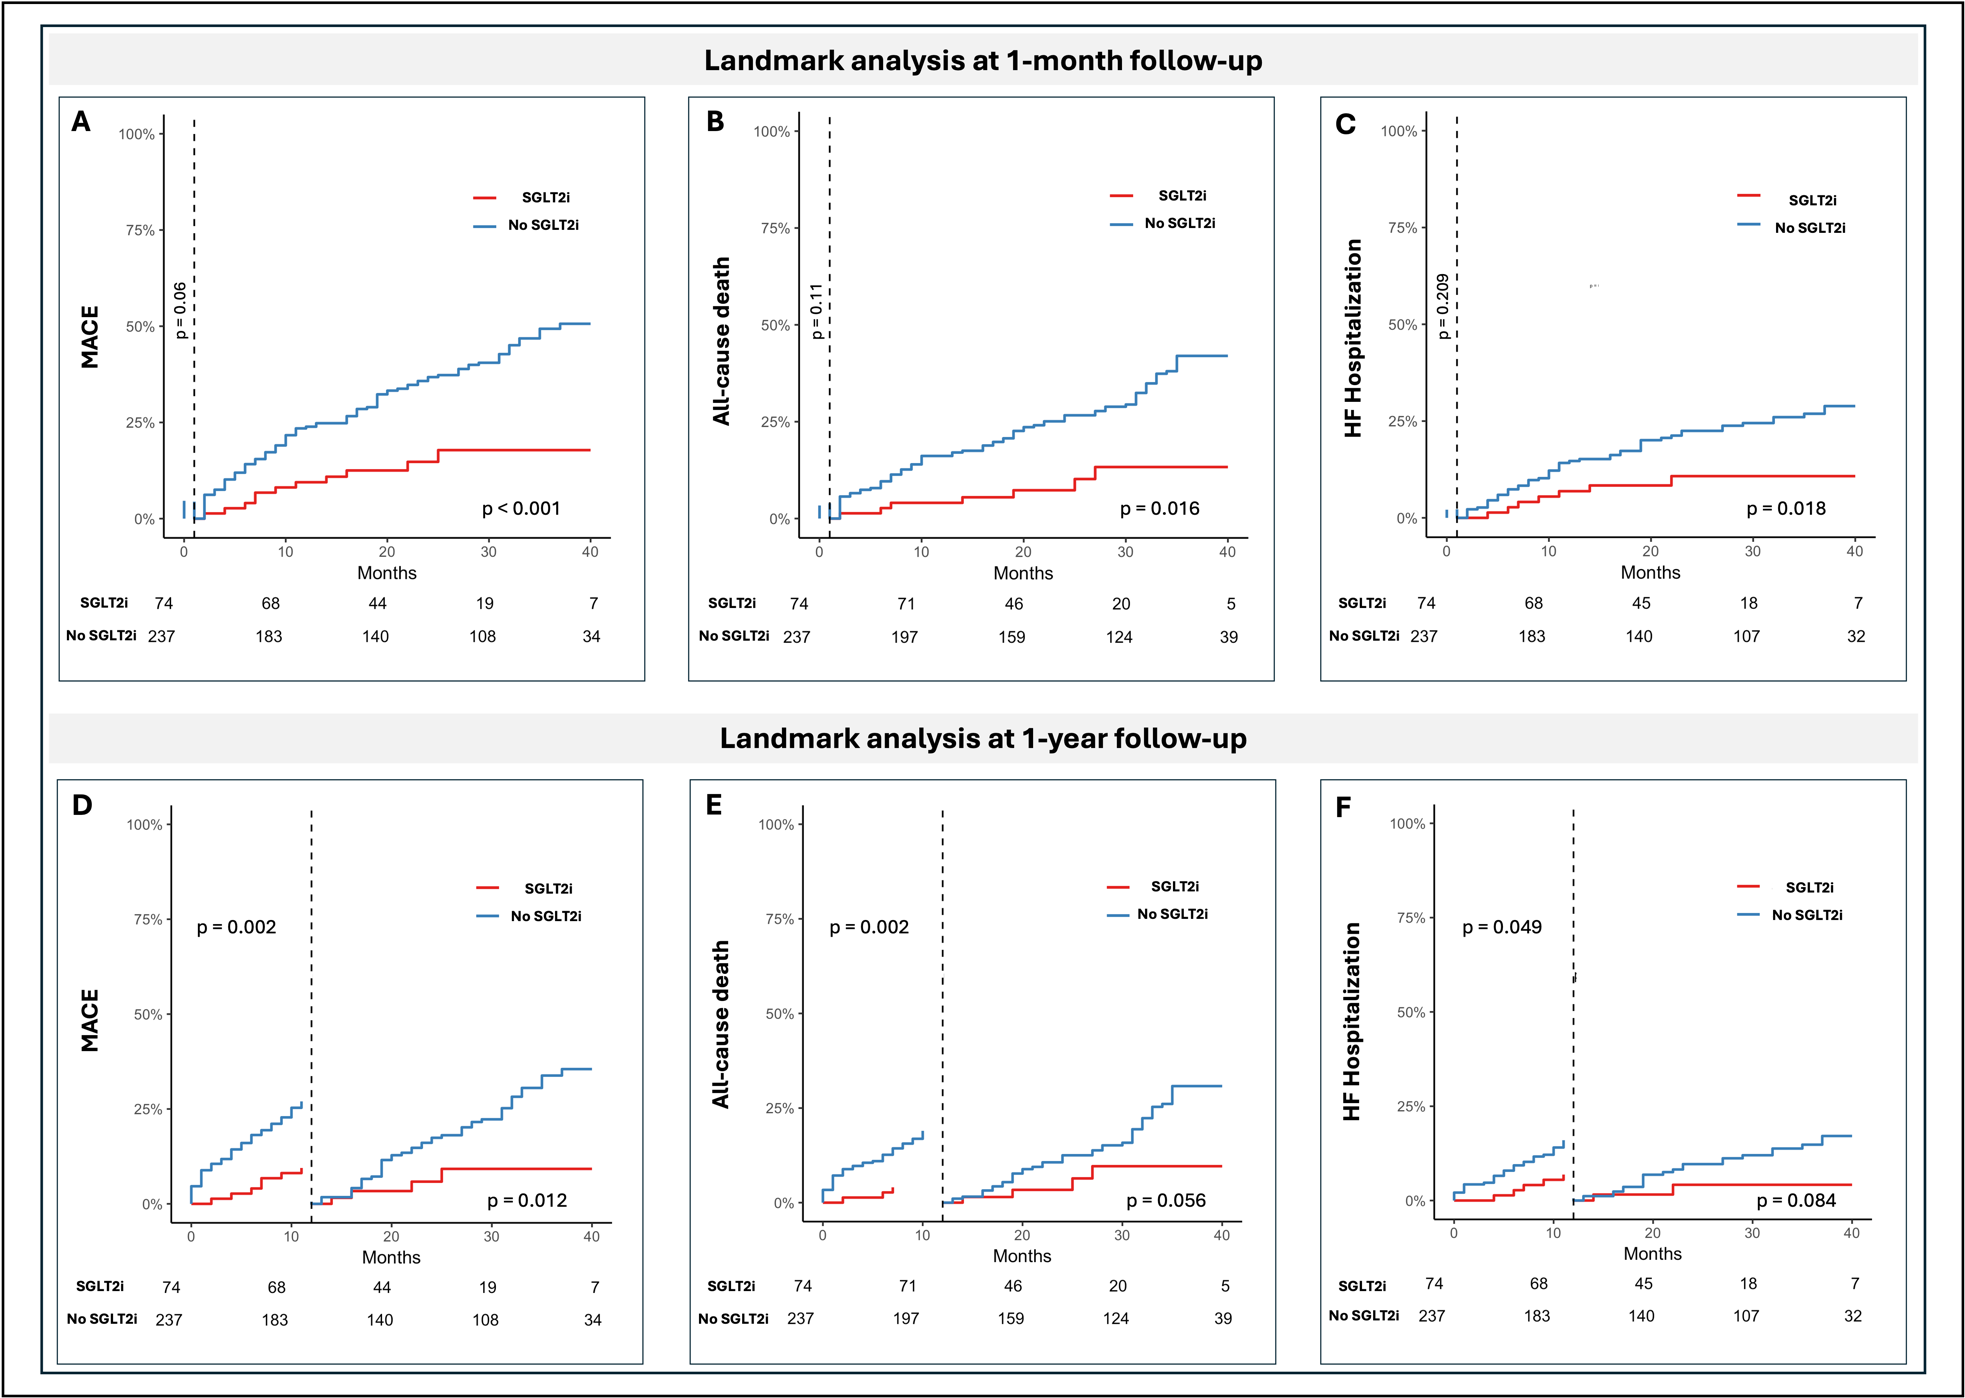 Landmark analysis at 1-month follow-up
A
100%
75%
50%
25%
0%
MACE
p = 0.06
SGLT2i
No SGLT2i
p < 0.001
0 10 20 30 40
Months
SGLT2i 74 68 44 19 7
No SGLT2i 237 183 140 108 34
B
100%
75%
50%
25%
0%
All-cause death
p = 0.11
SGLT2i
No SGLT2i
p = 0.016
0 10 20 30 40
Months
SGLT2i 74 71 46 20 5
No SGLT2i 237 197 159 124 39
C
100%
75%
50%
25%
0%
HF Hospitalization
p = 0.209
SGLT2i
No SGLT2i
p = 0.018
0 10 20 30 40
Months
SGLT2i 74 68 45 18 7
No SGLT2i 237 183 140 107 32
Landmark analysis at 1-year follow-up
D
100%
75%
50%
25%
0%
MACE
SGLT2i
No SGLT2i
p = 0.002
p = 0.012
0 10 20 30 40
Months
SGLT2i 74 68 44 19 7
No SGLT2i 237 183 140 108 34
E
100%
75%
50%
25%
0%
All-cause death
SGLT2i
No SGLT2i
p = 0.002
p = 0.056
0 10 20 30 40
Months
SGLT2i 74 71 46 20 5
No SGLT2i 237 197 159 124 39
F
100%
75%
50%
25%
0%
HF Hospitalization
SGLT2i
No SGLT2i
p = 0.049
p = 0.084
0 10 20 30 40
Months
SGLT2i 74 68 45 18 7
No SGLT2i 237 183 140 107 32